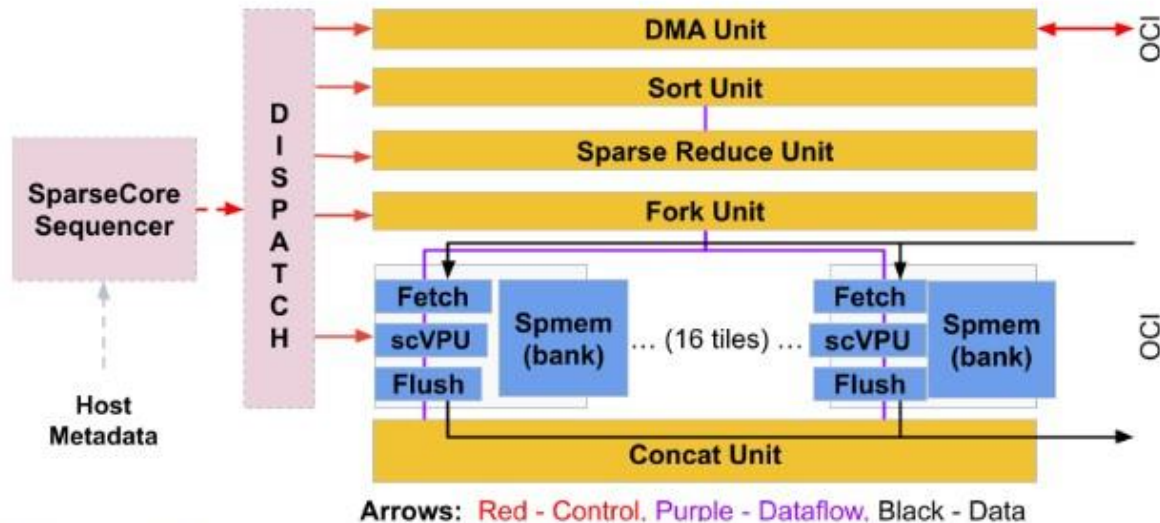 DMA Unit
OCI
Sort Unit
DISPATCH
Sparse Reduce Unit
SparseCore
Sequencer
Fork Unit
Fetch
scVPU
Flush
Spmem
(bank)
... (16 tiles) ...
Fetch
scVPU
Flush
Spmem
(bank)
OCI
Host
Metadata
Concat Unit
Arrows: Red - Control, Purple - Dataflow, Black - Data